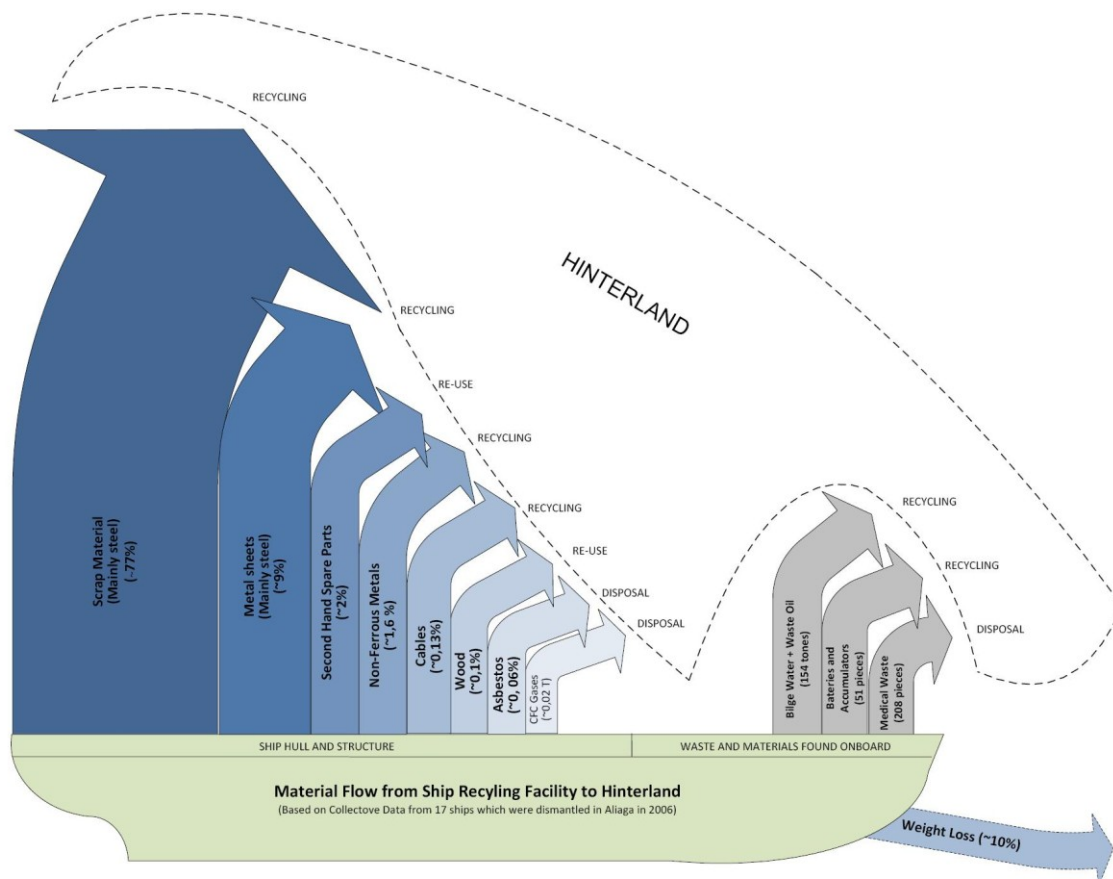 RECYCLING
HINTERLAND
RECYCLING
RE-USE
RECYCLING
RECYCLING
RE-USE
DISPOSAL
DISPOSAL
RECYCLING
RECYCLING
DISPOSAL
Scrap Material
(Mainly steel)
(~77%)
Metal sheets
(Mainly steel)
(~9%)
Second Hand Spare Parts
(~2%)
Non-Ferrous Metals
(~1,6 %)
Cables
(~0,13%)
Wood
(~0,1%)
Asbestos
(~0, 06%)
CFC Gases
(~0,02 T)
Bilge Water + Waste Oil
(154 tones)
Bateries and
Accumulators
(51 pieces)
Medical Waste
(208 pieces)
SHIP HULL AND STRUCTURE
WASTE AND MATERIALS FOUND ONBOARD
Material Flow from Ship Recyling Facility to Hinterland
(Based on Collectove Data from 17 ships which were dismantled in Aliaga in 2006)
Weight Loss (~10%)